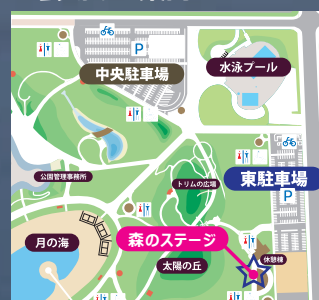 中央駐車場
P
水泳プール
公園管理事務所
トリムの広場
東駐車場
P
月の海
森のステージ
太陽の丘
休憩棟